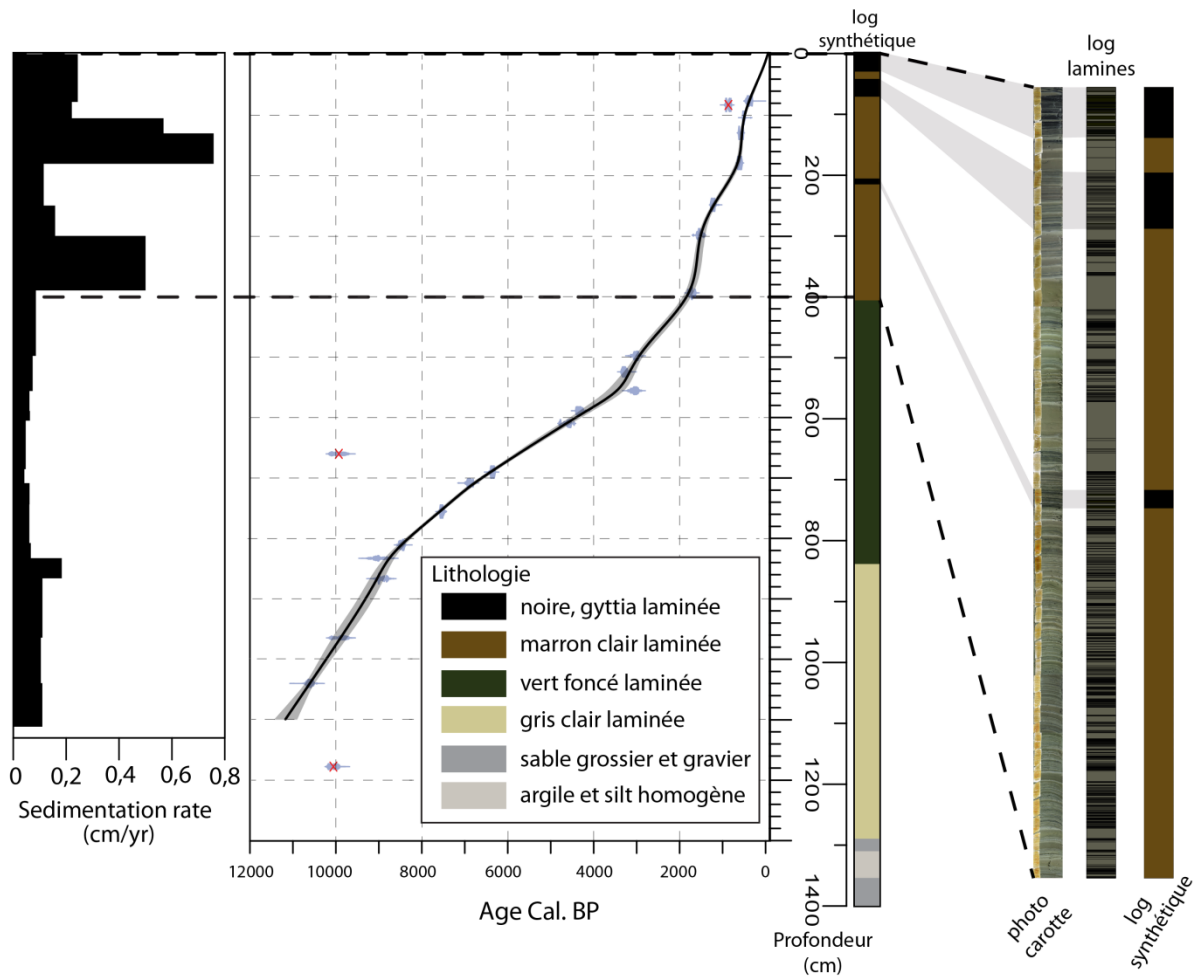 log
synthétique
log
lamines
0
200
400
600
800
1000
1200
1400
Lithologie
noire, gyttia laminée
marron clair laminée
vert foncé laminée
gris clair laminée
sable grossier et gravier
argile et silt homogène
0 0,2 0,4 0,6 0,8
Sedimentation rate
(cm/yr)
12000 10000 8000 6000 4000 2000 0
Age Cal. BP
Profondeur
(cm)
photo
carotte
log
synthétique